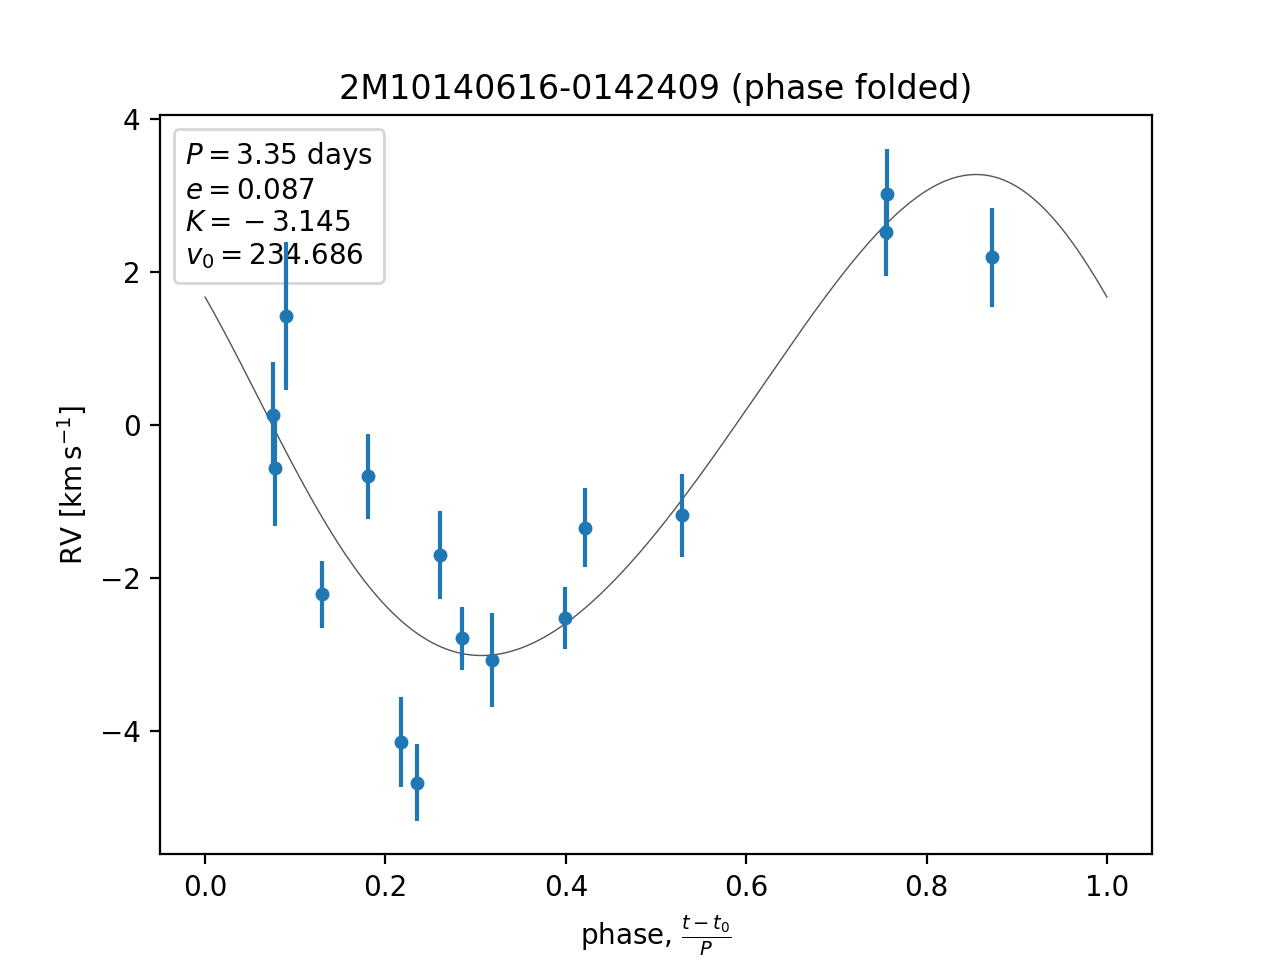 2M10140616-0142409 (phase folded)
P = 3.35 days
e = 0.087
K = −3.145
v₀ = 234.686
RV [km s⁻¹]
4
2
0
−2
−4
0.0 0.2 0.4 0.6 0.8 1.0
phase, (t − t₀)/P